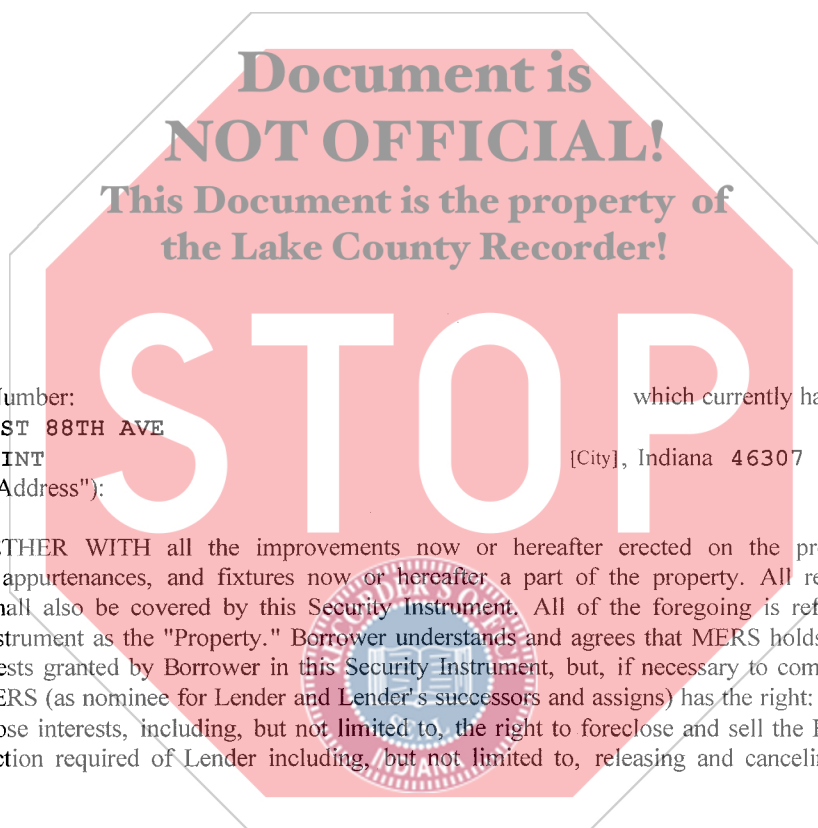 Document is
NOT OFFICIAL!
This Document is the property of
the Lake County Recorder!
STOP
umber: which currently ha
ST 88TH AVE
INT [City], Indiana 46307
Address"):
THER WITH all the improvements now or hereafter erected on the pr
appurtenances, and fixtures now or hereafter a part of the property. All re
hall also be covered by this Security Instrument. All of the foregoing is ref
strument as the "Property." Borrower understands and agrees that MERS holds
ests granted by Borrower in this Security Instrument, but, if necessary to com
ERS (as nominee for Lender and Lender's successors and assigns) has the right:
ose interests, including, but not limited to, the right to foreclose and sell the
ction required of Lender including, but not limited to, releasing and cancelin
RECORDER'S OFFIC
INDIANA